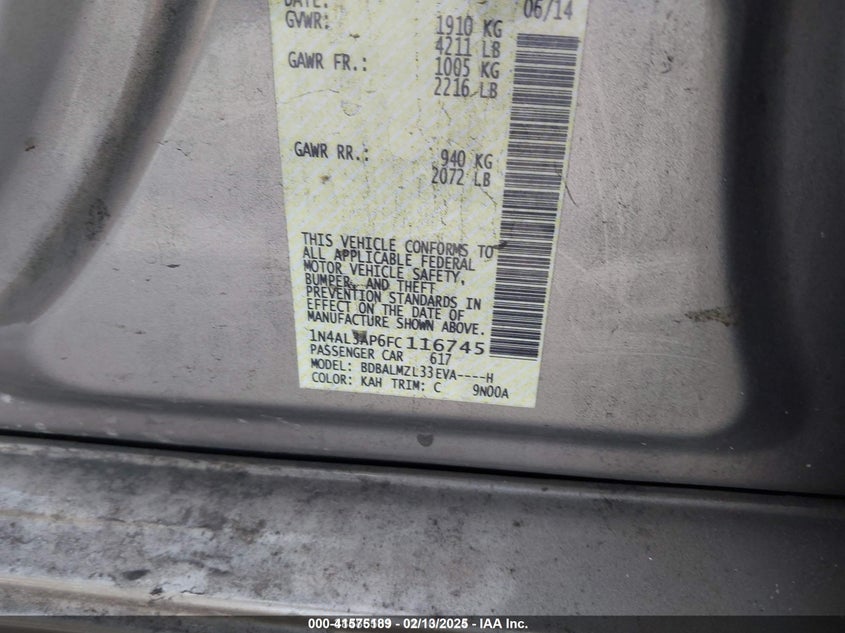 DATE: 06/14
GVWR: 1910 KG
4211 LB
GAWR FR.: 1005 KG
2216 LB
GAWR RR.: 940 KG
2072 LB
THIS VEHICLE CONFORMS TO
ALL APPLICABLE FEDERAL
MOTOR VEHICLE SAFETY,
BUMPER, AND THEFT
PREVENTION STANDARDS IN
EFFECT ON THE DATE OF
MANUFACTURE SHOWN ABOVE.
1N4AL3AP6FC116745
PASSENGER CAR 617
MODEL: BDBALMZL33EVA----H
COLOR: KAH TRIM: C 9N00A
000-41575189 - 02/13/2025 - IAA Inc.